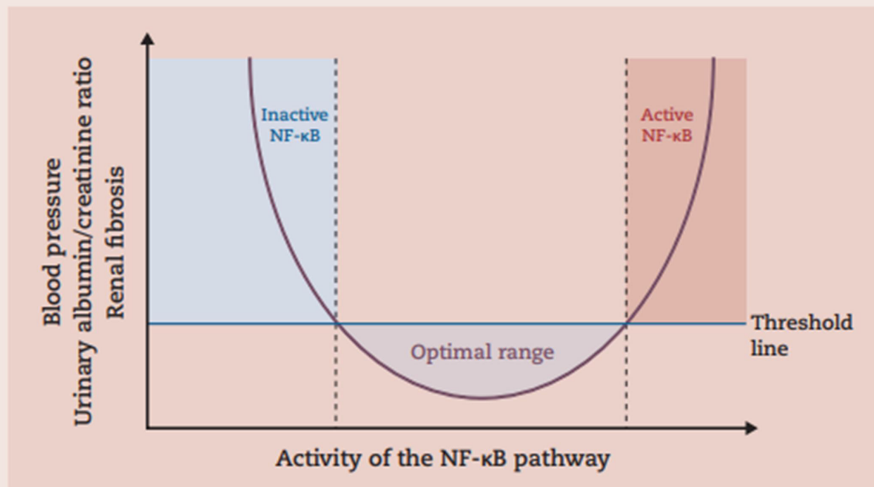 Blood pressure
Urinary albumin/creatinine ratio
Renal fibrosis
Inactive
NF-κB
Active
NF-κB
Optimal range
Threshold
line
Activity of the NF-κB pathway